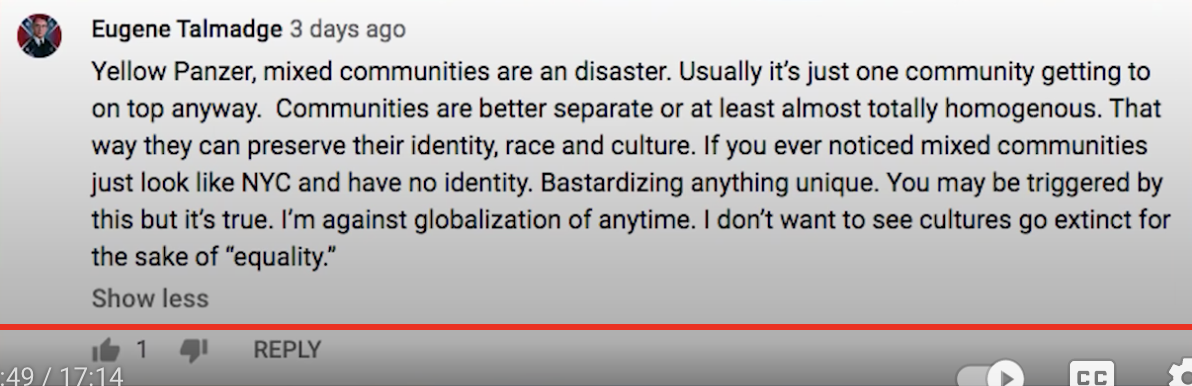 Eugene Talmadge 3 days ago
Yellow Panzer, mixed communities are an disaster. Usually it's just one community getting to
on top anyway.  Communities are better separate or at least almost totally homogenous. That
way they can preserve their identity, race and culture. If you ever noticed mixed communities
just look like NYC and have no identity. Bastardizing anything unique. You may be triggered by
this but it's true. I'm against globalization of anytime. I don't want to see cultures go extinct for
the sake of “equality.”
Show less
1 REPLY
:49 / 17:14 CC